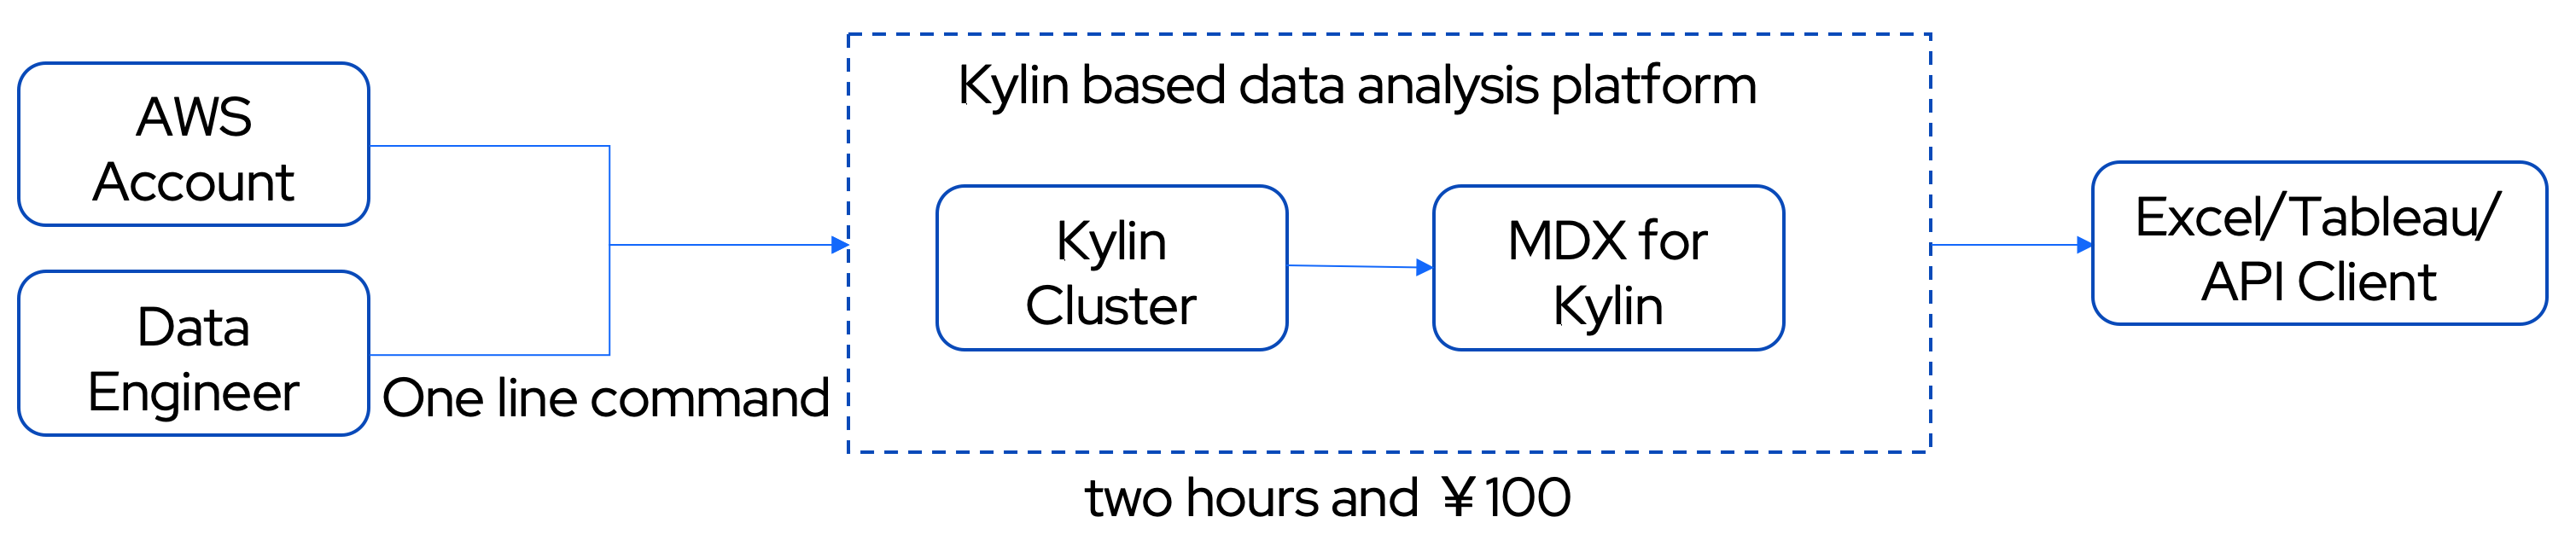 AWS
Account
Data
Engineer
One line command
Kylin based data analysis platform
Kylin
Cluster
MDX for
Kylin
two hours and ¥100
Excel/Tableau/
API Client